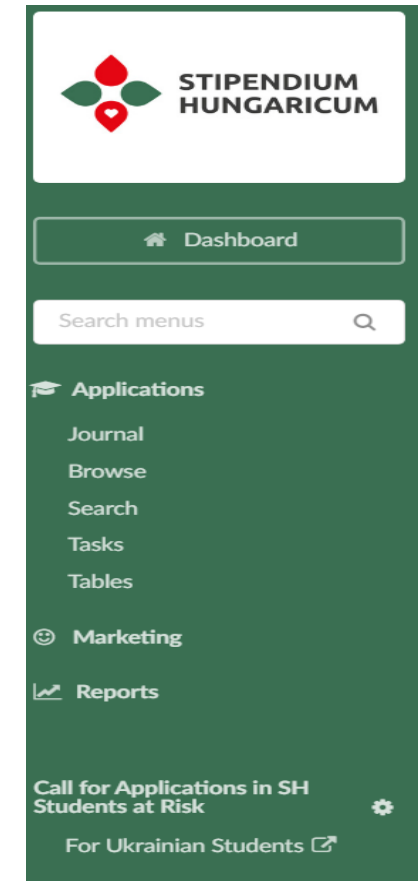 STIPENDIUM
HUNGARICUM
Dashboard
Search menus
Applications
Journal
Browse
Search
Tasks
Tables
Marketing
Reports
Call for Applications in SH
Students at Risk
For Ukrainian Students